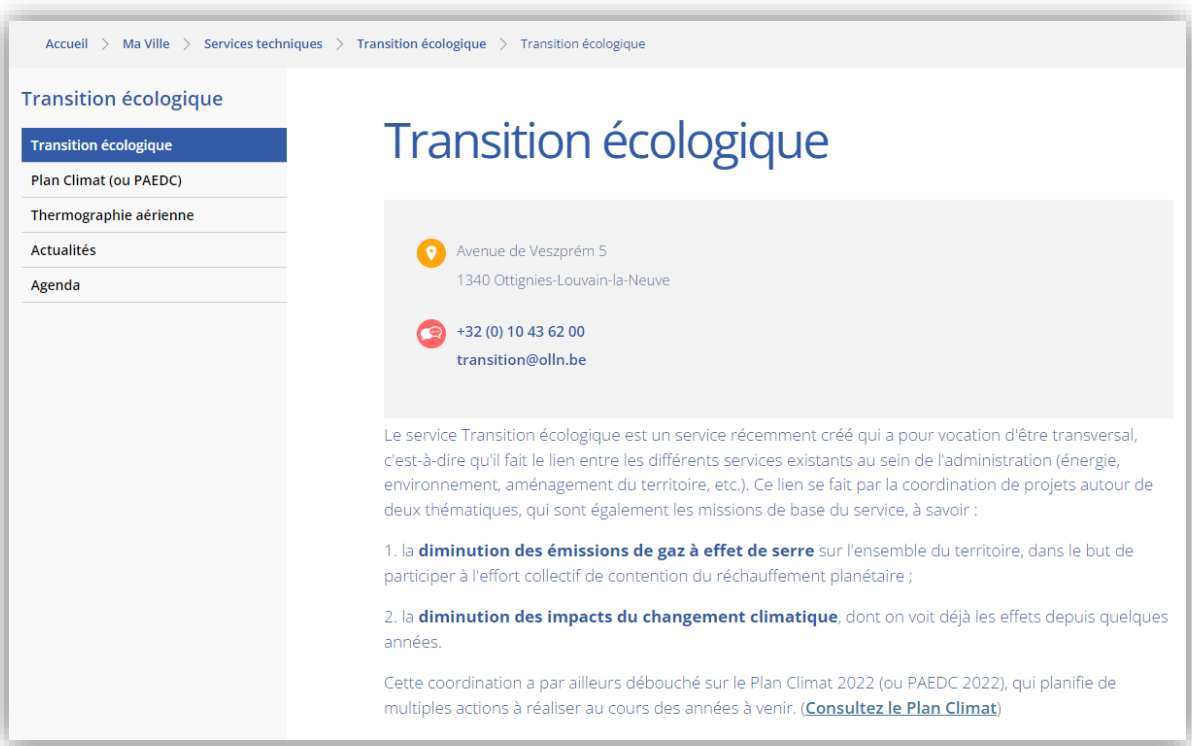 Accueil > Ma Ville > Services techniques > Transition écologique > Transition écologique
Transition écologique
Transition écologique
Plan Climat (ou PAEDC)
Thermographie aérienne
Actualités
Agenda
Transition écologique
Avenue de Veszprém 5
1340 Ottignies-Louvain-la-Neuve
+32 (0) 10 43 62 00
transition@olln.be
Le service Transition écologique est un service récemment créé qui a pour vocation d'être transversal,
c'est-à-dire qu'il fait le lien entre les différents services existants au sein de l'administration (énergie,
environnement, aménagement du territoire, etc.). Ce lien se fait par la coordination de projets autour de
deux thématiques, qui sont également les missions de base du service, à savoir :
1. la diminution des émissions de gaz à effet de serre sur l'ensemble du territoire, dans le but de
participer à l'effort collectif de contention du réchauffement planétaire ;
2. la diminution des impacts du changement climatique, dont on voit déjà les effets depuis quelques
années.
Cette coordination a par ailleurs débouché sur le Plan Climat 2022 (ou PAEDC 2022), qui planifie de
multiples actions à réaliser au cours des années à venir. (Consultez le Plan Climat)